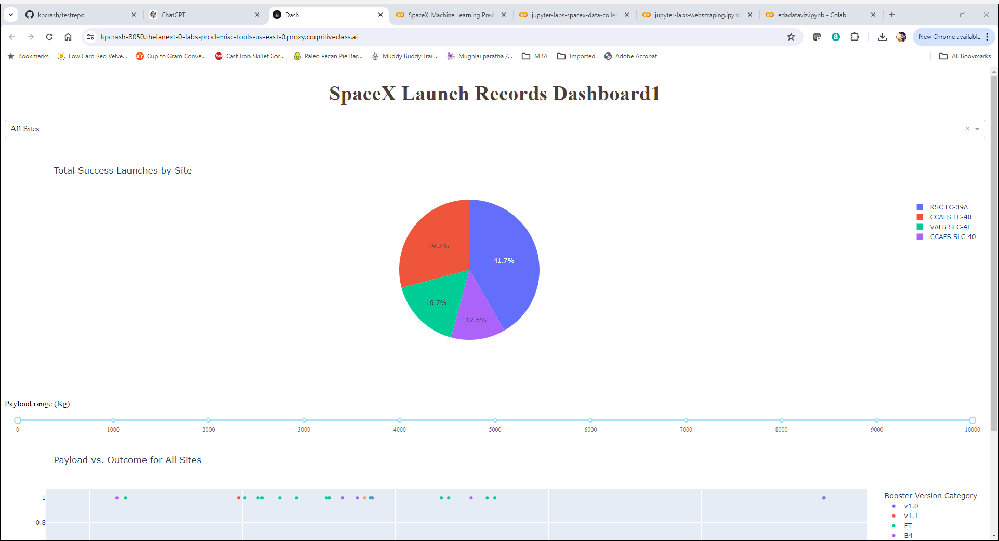 kpcrash/testrepo
ChatGPT
Dash
SpaceX_Machine Learning Pred
jupyter-labs-spacex-data-collec
jupyter-labs-webscraping.ipynb
edadataviz.ipynb - Colab
kpcrash-8050.theianext-0-labs-prod-misc-tools-us-east-0.proxy.cognitiveclass.ai
New Chrome available
Bookmarks
Low Carb Red Velve...
Cup to Gram Conve...
Cast Iron Skillet Cor...
Paleo Pecan Pie Bar...
Muddy Buddy Trail...
Mughlai paratha /...
MBA
Imported
Adobe Acrobat
All Bookmarks
SpaceX Launch Records Dashboard1
All Sites
Total Success Launches by Site
KSC LC-39A
CCAFS LC-40
VAFB SLC-4E
CCAFS SLC-40
29.2%
41.7%
16.7%
12.5%
Payload range (Kg):
0 1000 2000 3000 4000 5000 6000 7000 8000 9000 10000
Payload vs. Outcome for All Sites
1
0.8
Booster Version Category
v1.0
v1.1
FT
B4